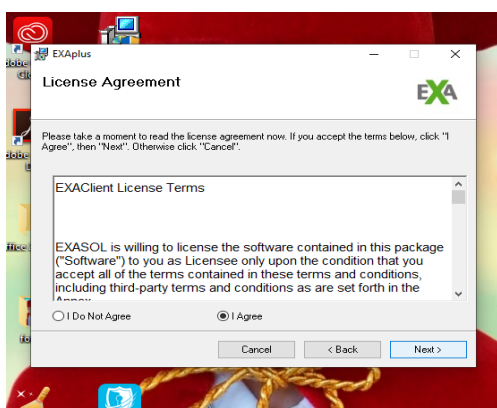 EXAplus
License Agreement
EXA
Please take a moment to read the license agreement now. If you accept the terms below, click "I
Agree", then "Next". Otherwise click "Cancel".
EXAClient License Terms
EXASOL is willing to license the software contained in this package
("Software") to you as Licensee only upon the condition that you
accept all of the terms contained in these terms and conditions,
including third-party terms and conditions as are set forth in the
I Do Not Agree
I Agree
Cancel
< Back
Next >